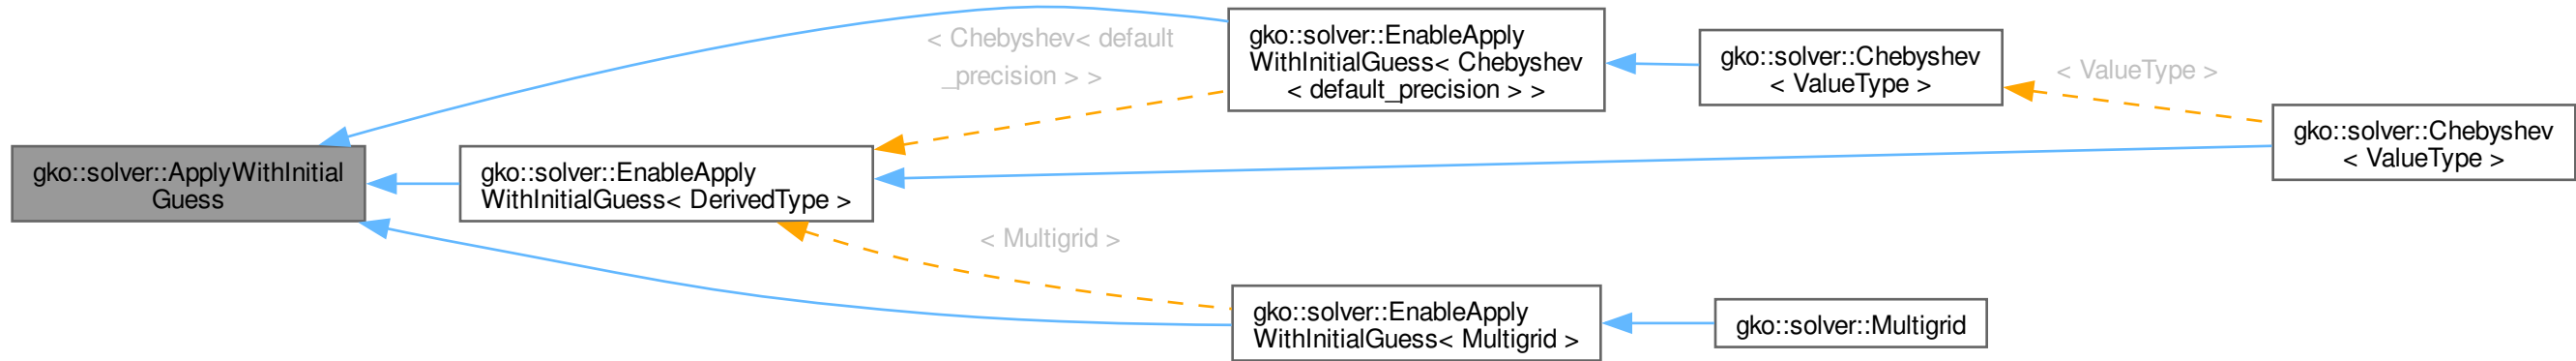 gko::solver::ApplyWithInitial
Guess
gko::solver::EnableApply
WithInitialGuess< DerivedType >
< Chebyshev< default
_precision > >
gko::solver::EnableApply
WithInitialGuess< Chebyshev
< default_precision > >
gko::solver::Chebyshev
< ValueType >
< ValueType >
gko::solver::Chebyshev
< ValueType >
< Multigrid >
gko::solver::EnableApply
WithInitialGuess< Multigrid >
gko::solver::Multigrid